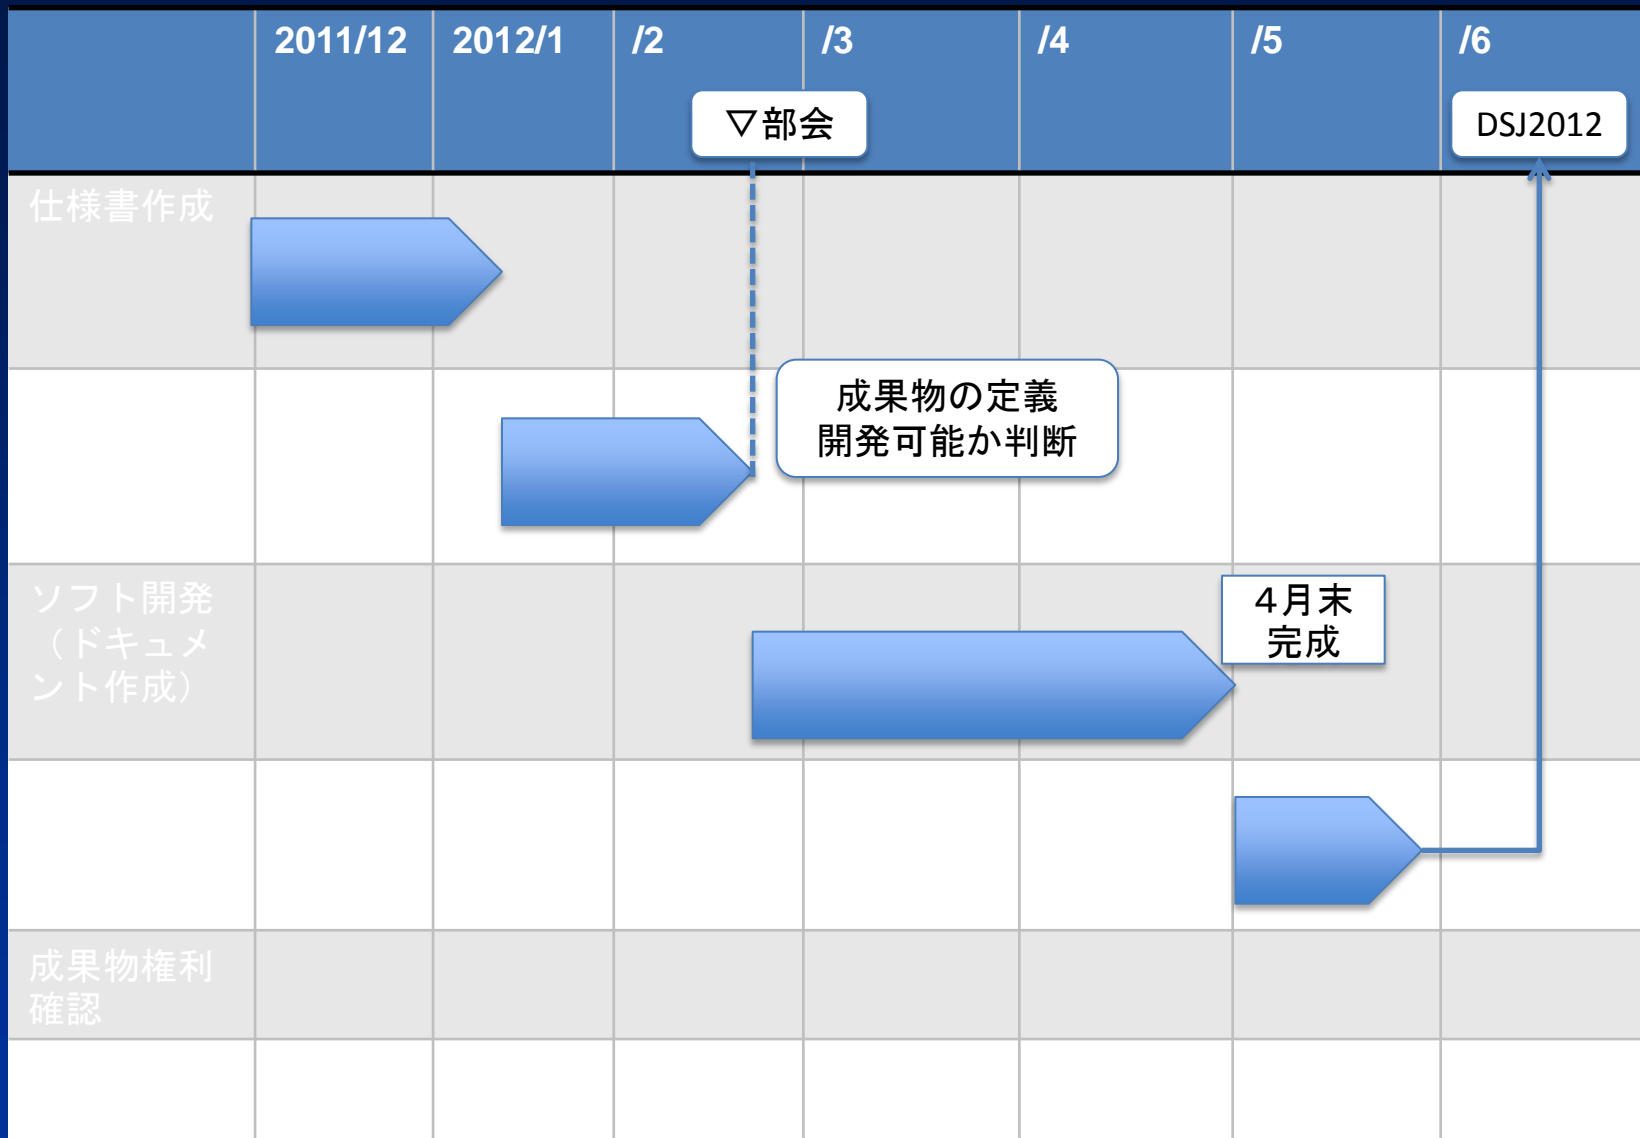 2011/12
2012/1
/2
/3
/4
/5
/6
▽部会
DSJ2012
仕様書作成
成果物の定義
開発可能か判断
ソフト開発
（ドキュメ
ント作成）
４月末
完成
成果物権利
確認